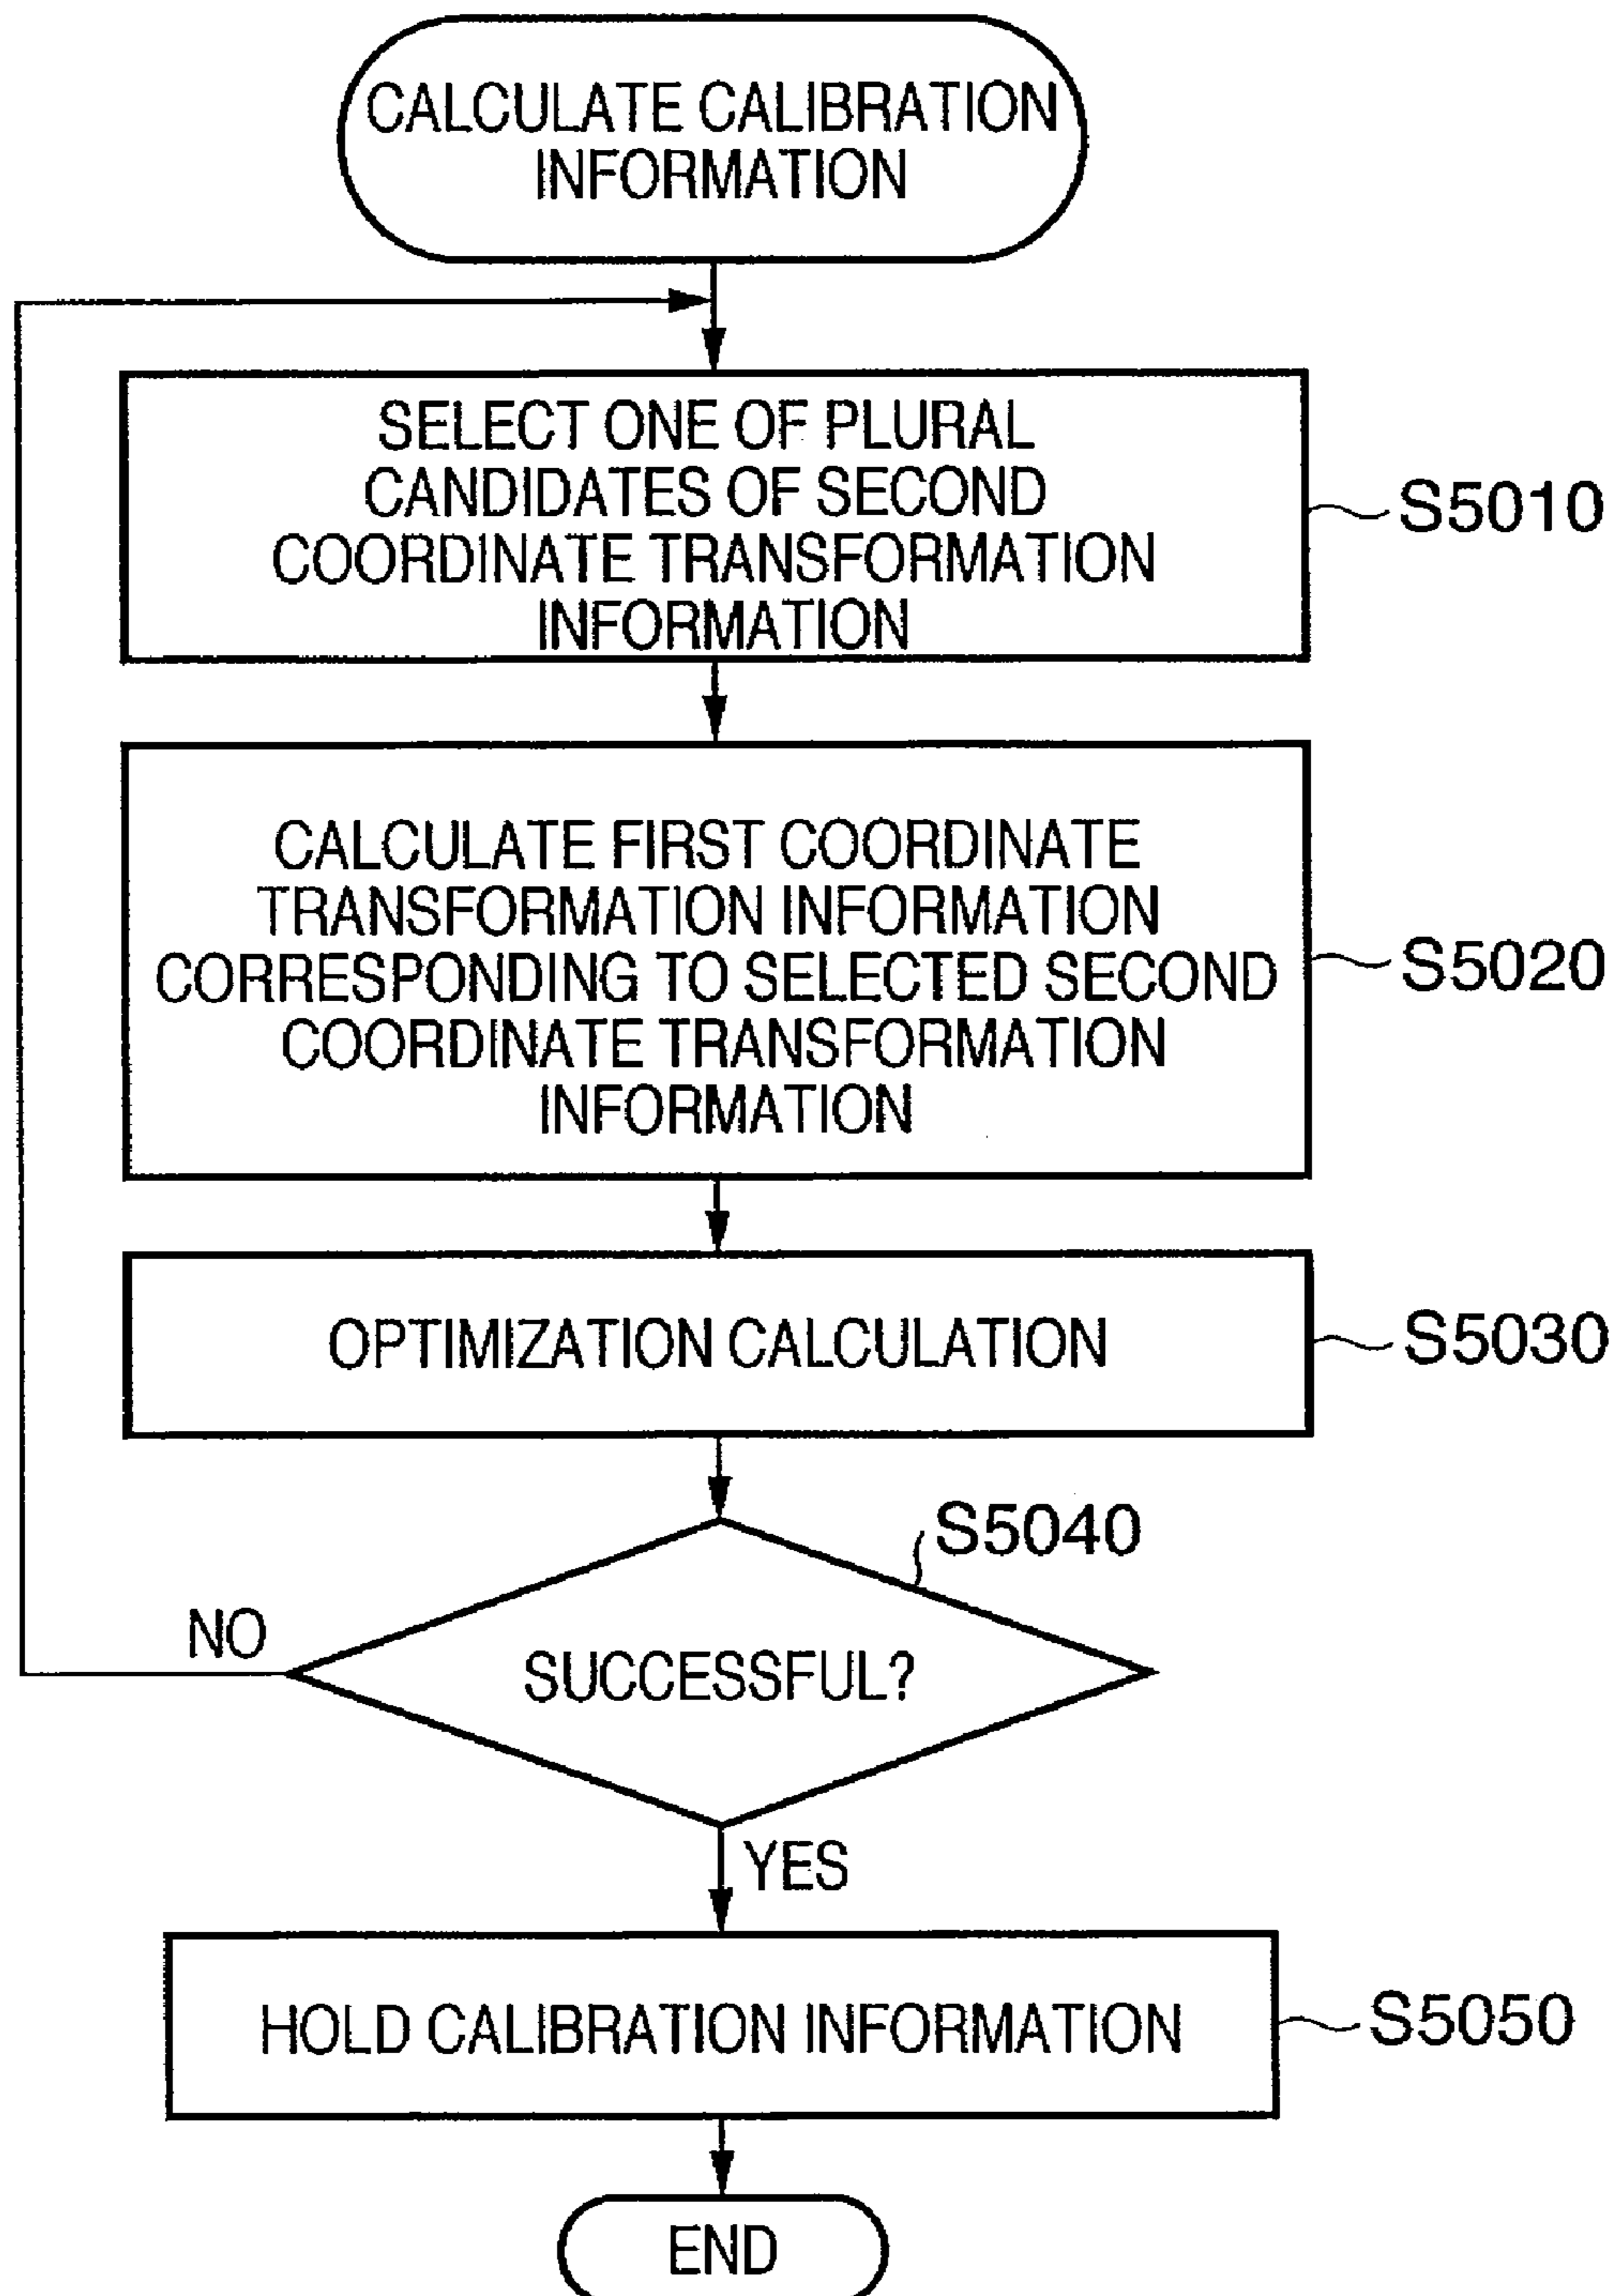 CALCULATE CALIBRATION
INFORMATION
SELECT ONE OF PLURAL
CANDIDATES OF SECOND
COORDINATE TRANSFORMATION
INFORMATION
S5010
CALCULATE FIRST COORDINATE
TRANSFORMATION INFORMATION
CORRESPONDING TO SELECTED SECOND
COORDINATE TRANSFORMATION
INFORMATION
S5020
OPTIMIZATION CALCULATION
S5030
S5040
NO
SUCCESSFUL?
YES
HOLD CALIBRATION INFORMATION
S5050
END